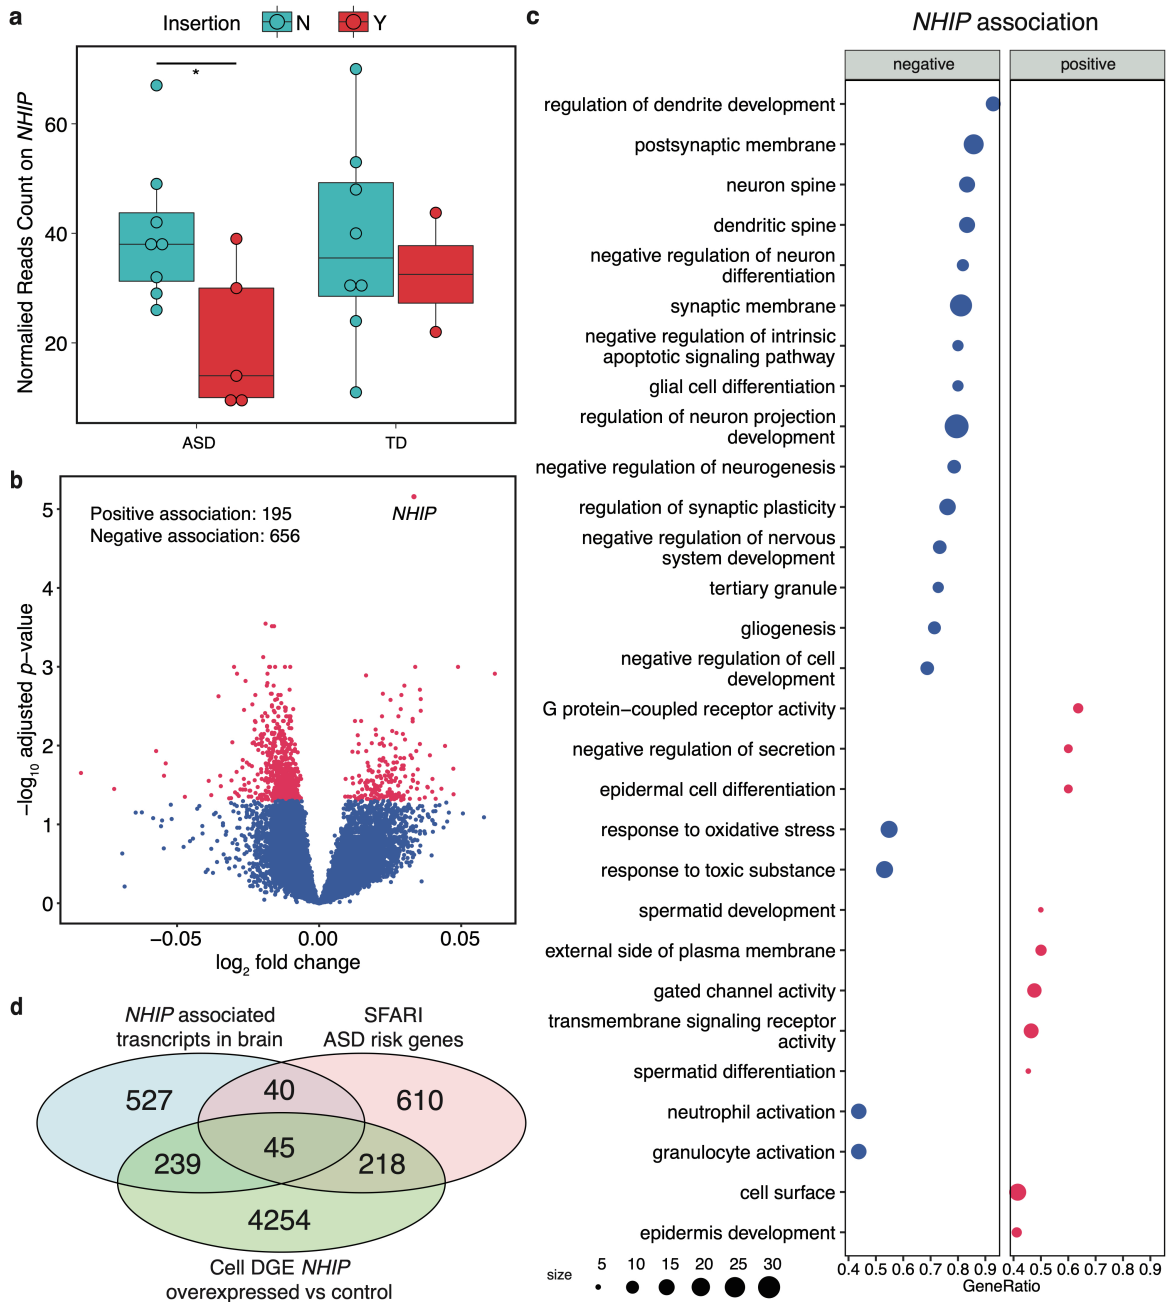 a
Insertion N Y
*
Normalied Reads Count on NHIP
60
40
20
ASD TD
b
Positive association: 195
Negative association: 656
NHIP
−log10 adjusted p−value
5
4
3
2
1
0
−0.05 0.00 0.05
log2 fold change
c
NHIP association
negative positive
regulation of dendrite development
postsynaptic membrane
neuron spine
dendritic spine
negative regulation of neuron
differentiation
synaptic membrane
negative regulation of intrinsic
apoptotic signaling pathway
glial cell differentiation
regulation of neuron projection
development
negative regulation of neurogenesis
regulation of synaptic plasticity
negative regulation of nervous
system development
tertiary granule
gliogenesis
negative regulation of cell
development
G protein−coupled receptor activity
negative regulation of secretion
epidermal cell differentiation
response to oxidative stress
response to toxic substance
spermatid development
external side of plasma membrane
gated channel activity
transmembrane signaling receptor
activity
spermatid differentiation
neutrophil activation
granulocyte activation
cell surface
epidermis development
0.4 0.5 0.6 0.7 0.8 0.9 0.4 0.5 0.6 0.7 0.8 0.9
GeneRatio
size 5 10 15 20 25 30
d
NHIP associated
trasncripts in brain
SFARI
ASD risk genes
527 40 610
239 45 218
4254
Cell DGE NHIP
overexpressed vs control